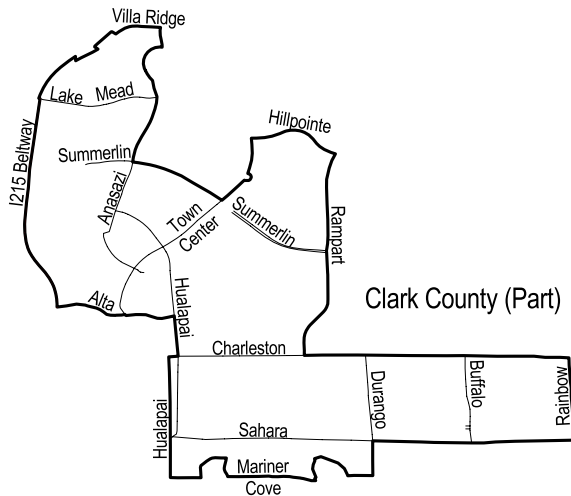 Villa Ridge
Lake Mead
I215 Beltway
Hillpointe
Summerlin
Anasazi
Town
Center
Summerlin
Rampart
Alta
Hualapai
Clark County (Part)
Charleston
Hualapai
Durango
Buffalo
Rainbow
Sahara
Mariner
Cove